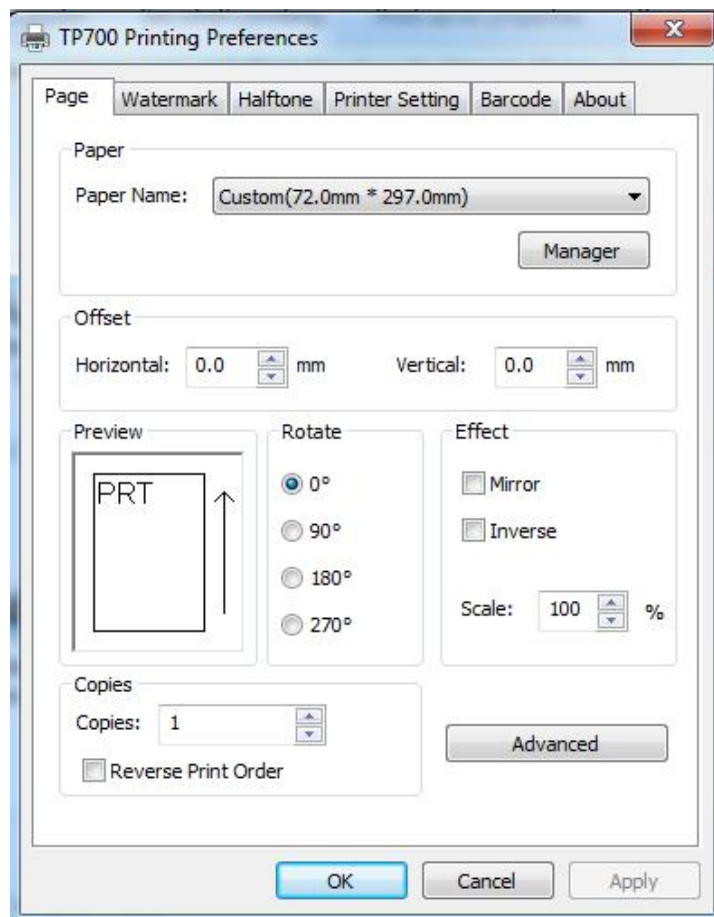 TP700 Printing Preferences
Page Watermark Halftone Printer Setting Barcode About
Paper
Paper Name: Custom(72.0mm * 297.0mm)
Manager
Offset
Horizontal: 0.0 mm Vertical: 0.0 mm
Preview
PRT
Rotate
0°
90°
180°
270°
Effect
Mirror
Inverse
Scale: 100 %
Copies
Copies: 1
Reverse Print Order
Advanced
OK Cancel Apply